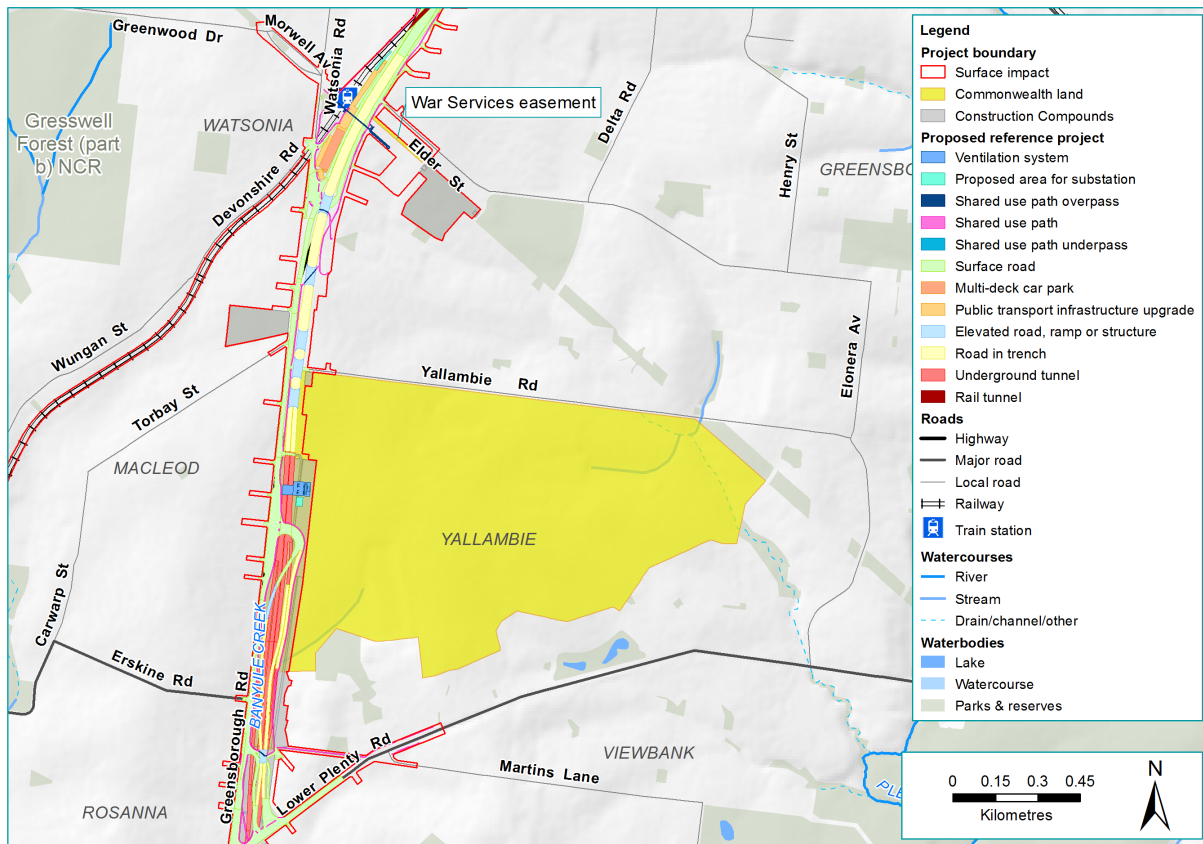 Greenwood Dr
Morwell Av
Watsonia Rd
War Services easement
Gresswell
Forest (part
b) NCR
WATSONIA
Devonshire Rd
Elder St
Delta Rd
Henry St
GREENSBO
Wungan St
Torbay St
Yallambie Rd
Elonera Av
MACLEOD
YALLAMBIE
Carwarp St
Erskine Rd
BANYULE CREEK
Greensborough Rd
Lower Plenty Rd
Martins Lane
VIEWBANK
ROSANNA
PLE
Legend
Project boundary
Surface impact
Commonwealth land
Construction Compounds
Proposed reference project
Ventilation system
Proposed area for substation
Shared use path overpass
Shared use path
Shared use path underpass
Surface road
Multi-deck car park
Public transport infrastructure upgrade
Elevated road, ramp or structure
Road in trench
Underground tunnel
Rail tunnel
Roads
Highway
Major road
Local road
Railway
Train station
Watercourses
River
Stream
Drain/channel/other
Waterbodies
Lake
Watercourse
Parks & reserves
0 0.15 0.3 0.45
Kilometres
N